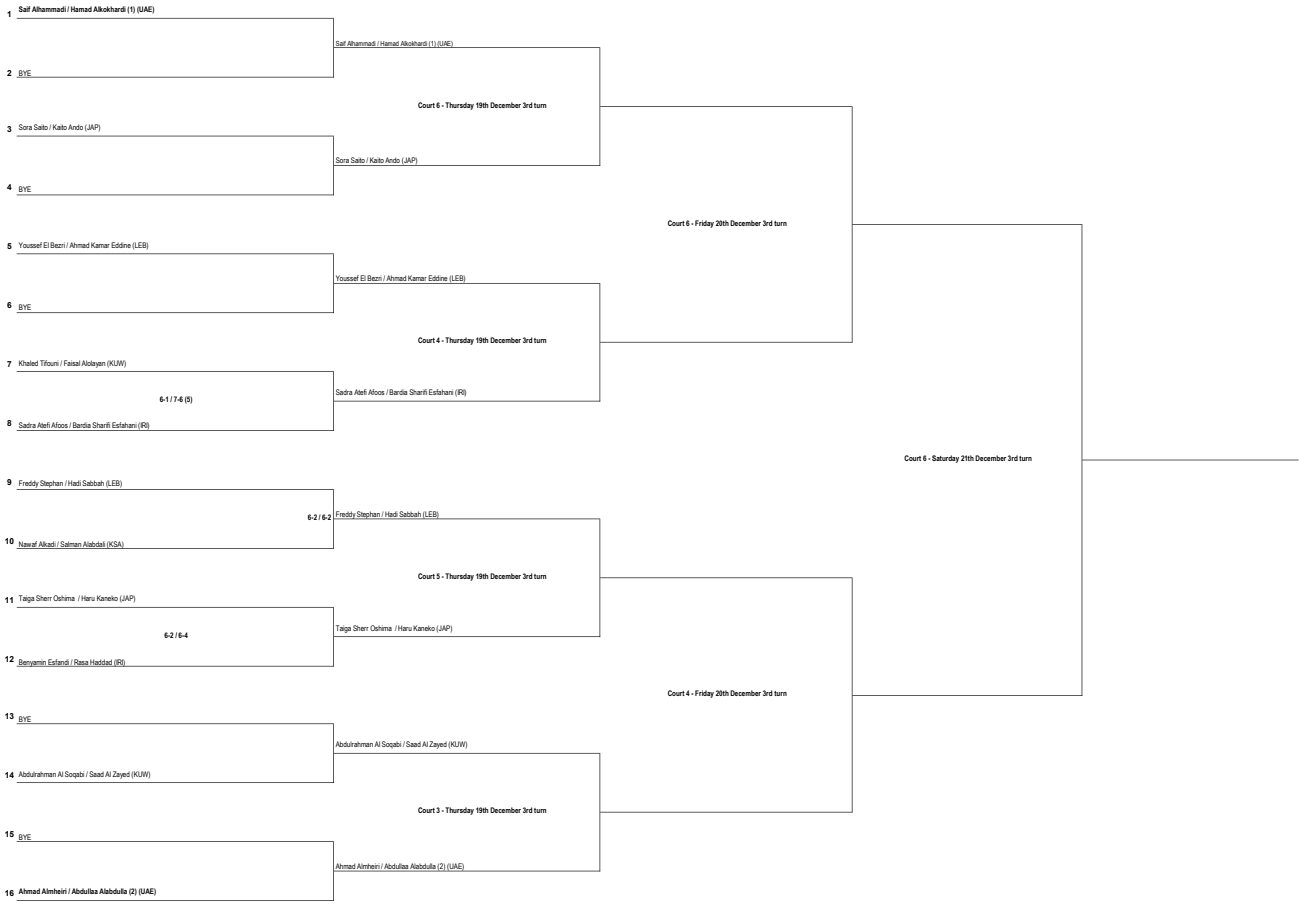 1 Saif Alhammadi / Hamad Alkokhardi (1) (UAE)
Saif Alhammadi / Hamad Alkokhardi (1) (UAE)
2 BYE
Court 6 - Thursday 19th December 3rd turn
3 Sora Saito / Kaito Ando (JAP)
Sora Saito / Kaito Ando (JAP)
4 BYE
Court 6 - Friday 20th December 3rd turn
5 Youssef El Bezri / Ahmad Kamar Eddine (LEB)
Youssef El Bezri / Ahmad Kamar Eddine (LEB)
6 BYE
Court 4 - Thursday 19th December 3rd turn
7 Khaled Tifouni / Faisal Alolayan (KUW)
6-1 / 7-6 (5)
Sadra Atefi Afoos / Bardia Sharifi Esfahani (IRI)
8 Sadra Atefi Afoos / Bardia Sharifi Esfahani (IRI)
Court 6 - Saturday 21th December 3rd turn
9 Freddy Stephan / Hadi Sabbah (LEB)
6-2 / 6-2 Freddy Stephan / Hadi Sabbah (LEB)
10 Nawaf Alkadi / Salman Alabdali (KSA)
Court 5 - Thursday 19th December 3rd turn
11 Taiga Sherr Oshima / Haru Kaneko (JAP)
6-2 / 6-4
Taiga Sherr Oshima / Haru Kaneko (JAP)
12 Benyamin Esfandi / Rasa Haddad (IRI)
Court 4 - Friday 20th December 3rd turn
13 BYE
Abdulrahman Al Soqabi / Saad Al Zayed (KUW)
14 Abdulrahman Al Soqabi / Saad Al Zayed (KUW)
Court 3 - Thursday 19th December 3rd turn
15 BYE
Ahmad Almheiri / Abdullaa Alabdulla (2) (UAE)
16 Ahmad Almheiri / Abdullaa Alabdulla (2) (UAE)